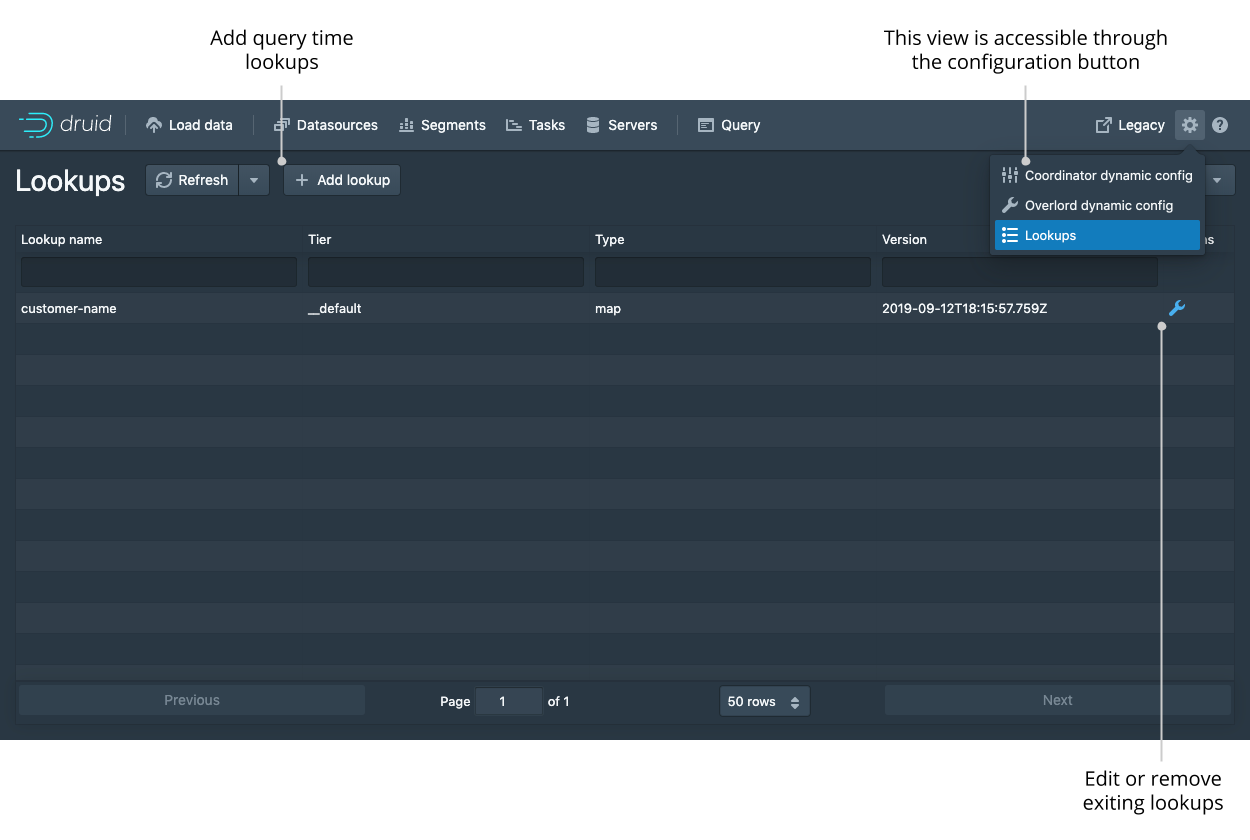 Add query time
lookups
This view is accessible through
the configuration button
druid
Load data
Datasources
Segments
Tasks
Servers
Query
Legacy
Lookups
Refresh
Add lookup
Coordinator dynamic config
Overlord dynamic config
Lookups
Lookup name
Tier
Type
Version
customer-name
__default
map
2019-09-12T18:15:57.759Z
Previous
Page
1
of 1
50 rows
Next
Edit or remove
exiting lookups